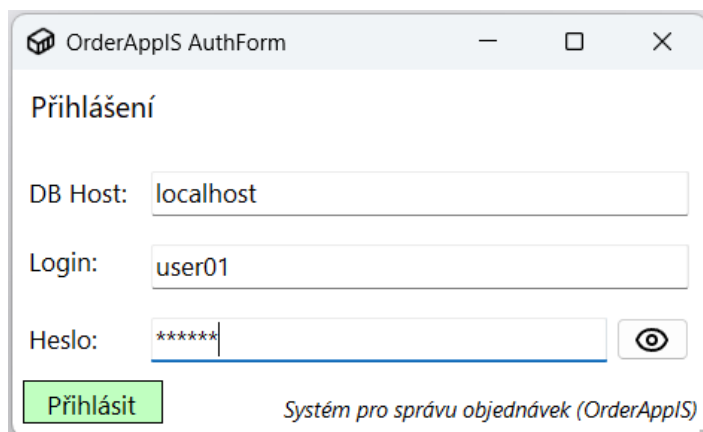 OrderAppIS AuthForm
Přihlášení
DB Host: localhost
Login: user01
Heslo: ******
Přihlásit
Systém pro správu objednávek (OrderAppIS)